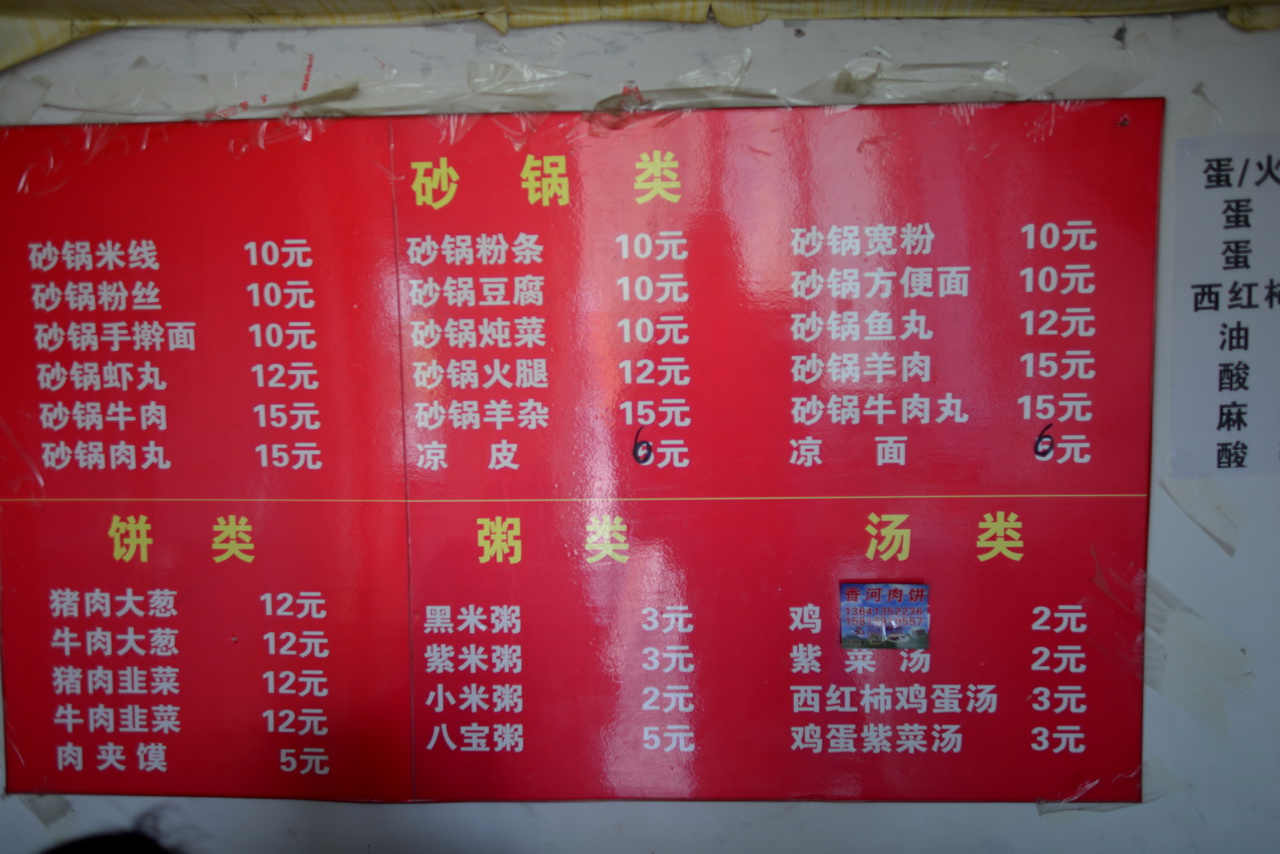 砂锅类
砂锅米线 10元
砂锅粉丝 10元
砂锅手擀面 10元
砂锅虾丸 12元
砂锅牛肉 15元
砂锅肉丸 15元
砂锅粉条 10元
砂锅豆腐 10元
砂锅炖菜 10元
砂锅火腿 12元
砂锅羊杂 15元
凉皮 6元
砂锅宽粉 10元
砂锅方便面 10元
砂锅鱼丸 12元
砂锅羊肉 15元
砂锅牛肉丸 15元
凉面 6元
饼类
猪肉大葱 12元
牛肉大葱 12元
猪肉韭菜 12元
牛肉韭菜 12元
肉夹馍 5元
粥类
黑米粥 3元
紫米粥 3元
小米粥 2元
八宝粥 5元
汤类
鸡 2元
紫菜汤 2元
西红柿鸡蛋汤 3元
鸡蛋紫菜汤 3元
香河肉饼
13641352236
蛋/火
蛋
蛋
西红柿
油
酸
麻
酸